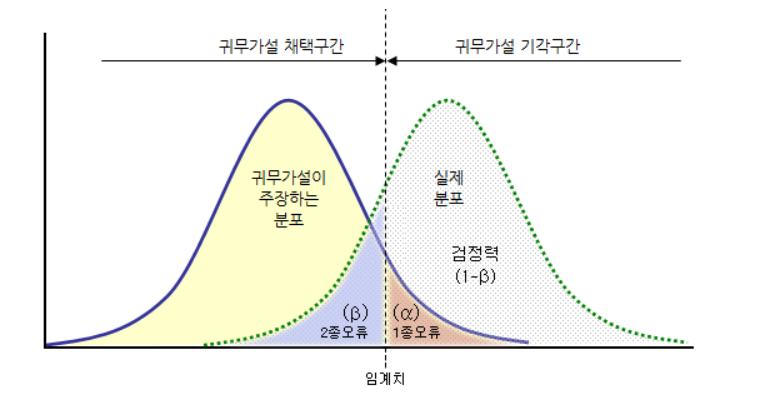 귀무가설 채택구간
귀무가설 기각구간
귀무가설이
주장하는
분포
실제
분포
검정력
(1-β)
(β)
2종오류
(α)
1종오류
임계치